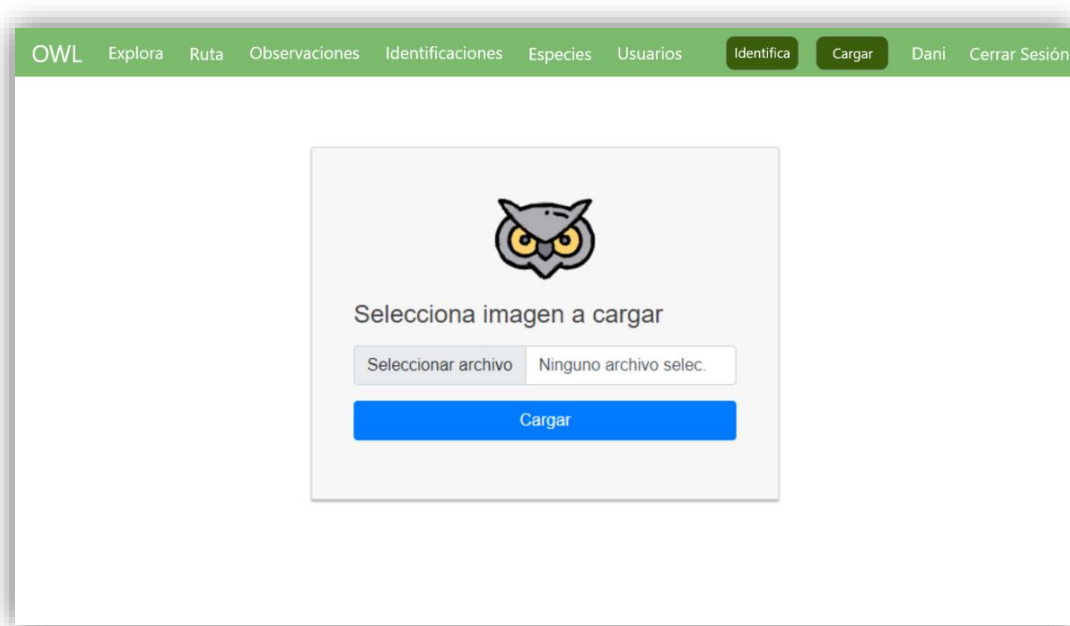 OWL Explora Ruta Observaciones Identificaciones Especies Usuarios Identifica Cargar Dani Cerrar Sesión
Selecciona imagen a cargar
Seleccionar archivo Ninguno archivo selec.
Cargar